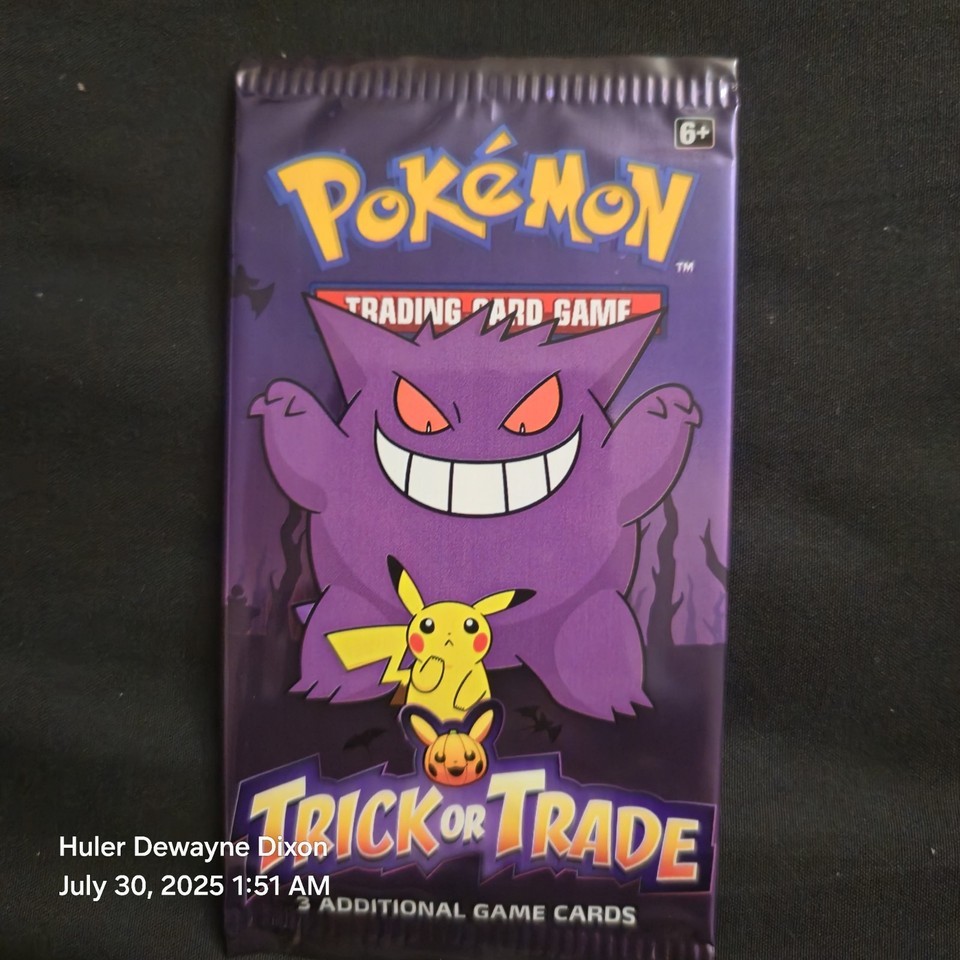 6+
POKéMON
TM
TRADING CARD GAME
TRICK OR TRADE
Huler Dewayne Dixon
July 30, 2025 1:51 AM
3 ADDITIONAL GAME CARDS